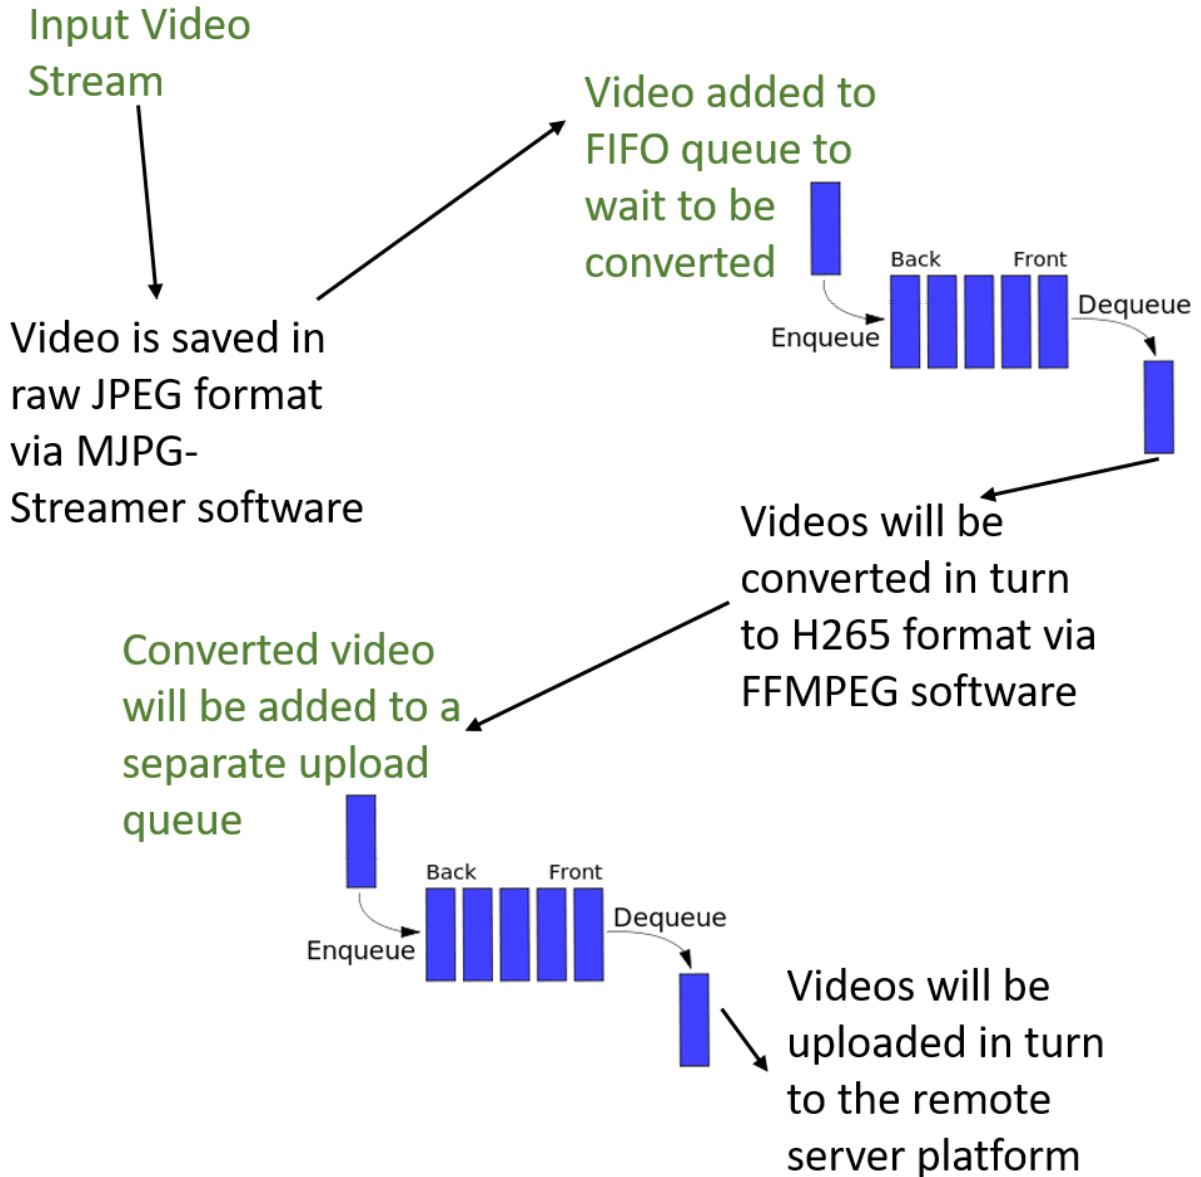 Input Video
Stream
Video is saved in
raw JPEG format
via MJPG-
Streamer software
Video added to
FIFO queue to
wait to be
converted
Back
Front
Enqueue
Dequeue
Videos will be
converted in turn
to H265 format via
FFMPEG software
Converted video
will be added to a
separate upload
queue
Back
Front
Enqueue
Dequeue
Videos will be
uploaded in turn
to the remote
server platform